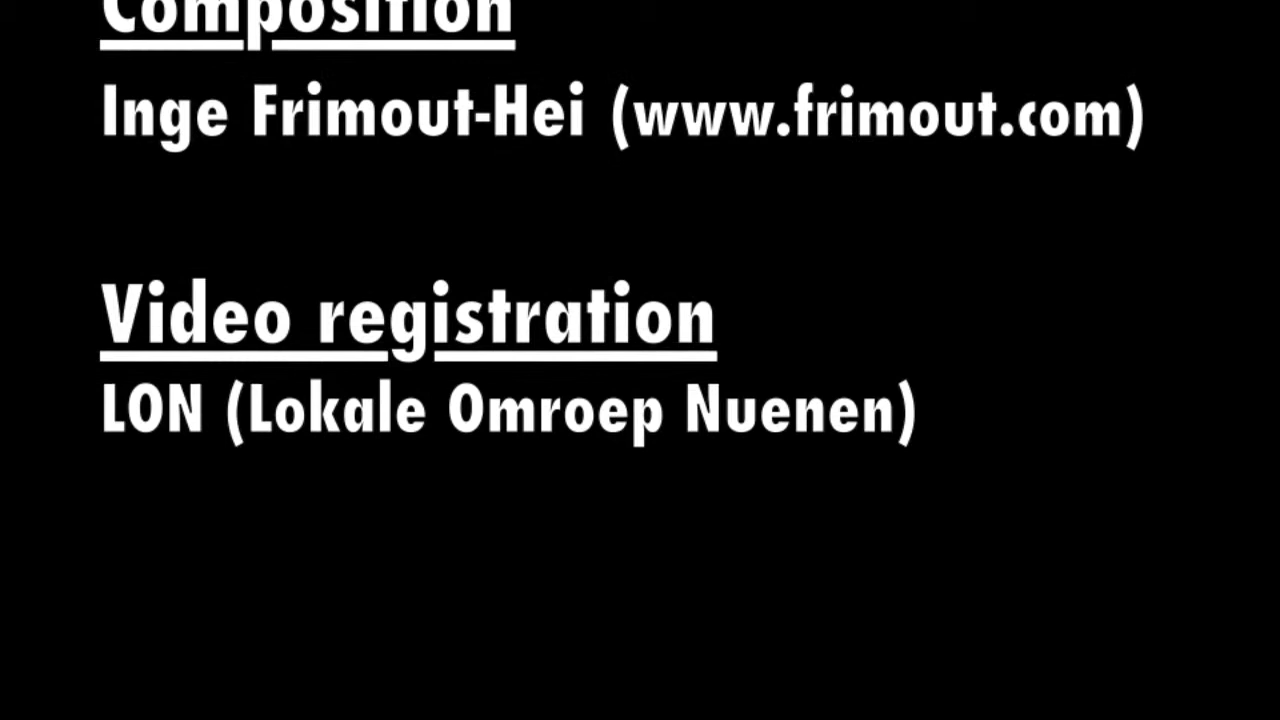 Composition
Inge Frimout-Hei (www.frimout.com)
Video registration
LON (Lokale Omroep Nuenen)